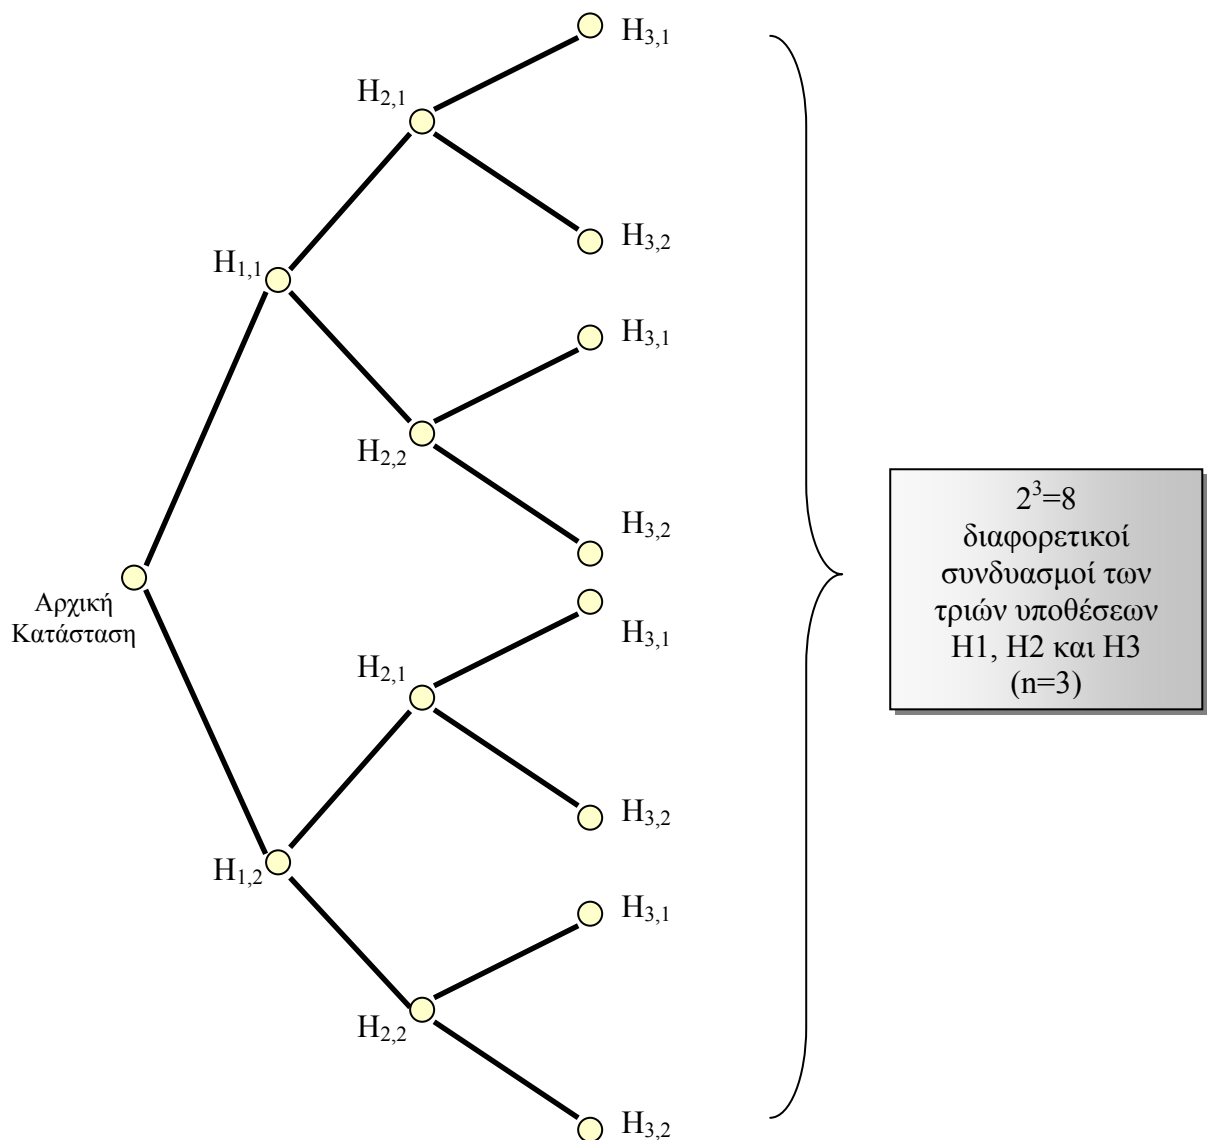 H3,1
H2,1
H3,2
H1,1
H3,1
H2,2
H3,2
Αρχική
Κατάσταση
H3,1
H2,1
H3,2
H1,2
H3,1
H2,2
H3,2
2³=8
διαφορετικοί
συνδυασμοί των
τριών υποθέσεων
H1, H2 και H3
(n=3)